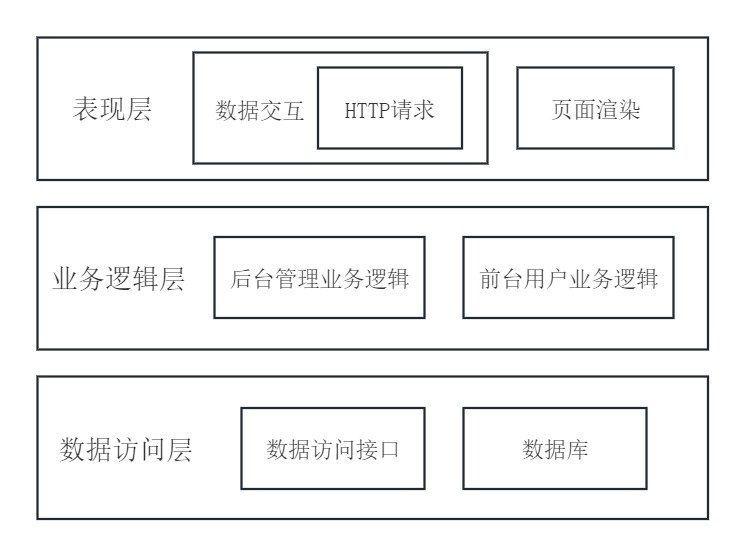 表现层
数据交互
HTTP请求
页面渲染
业务逻辑层
后台管理业务逻辑
前台用户业务逻辑
数据访问层
数据访问接口
数据库